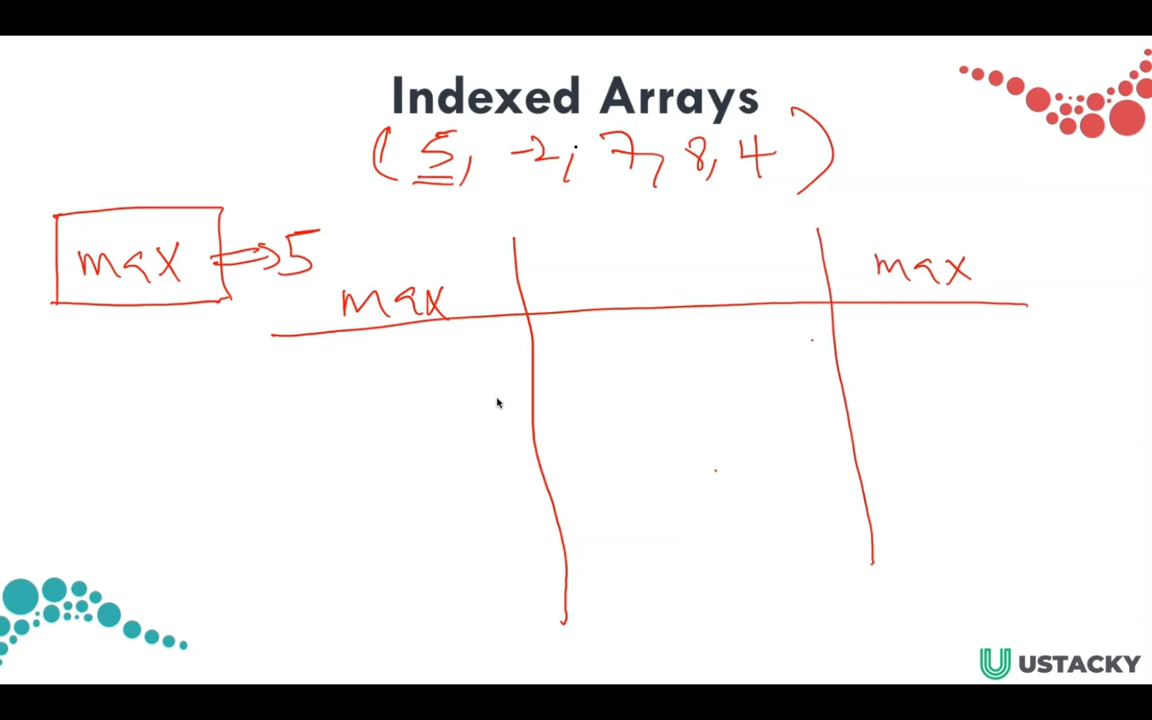 Indexed Arrays
(5, -2, 7, 8, 4)
max => 5
max max
USTACKY